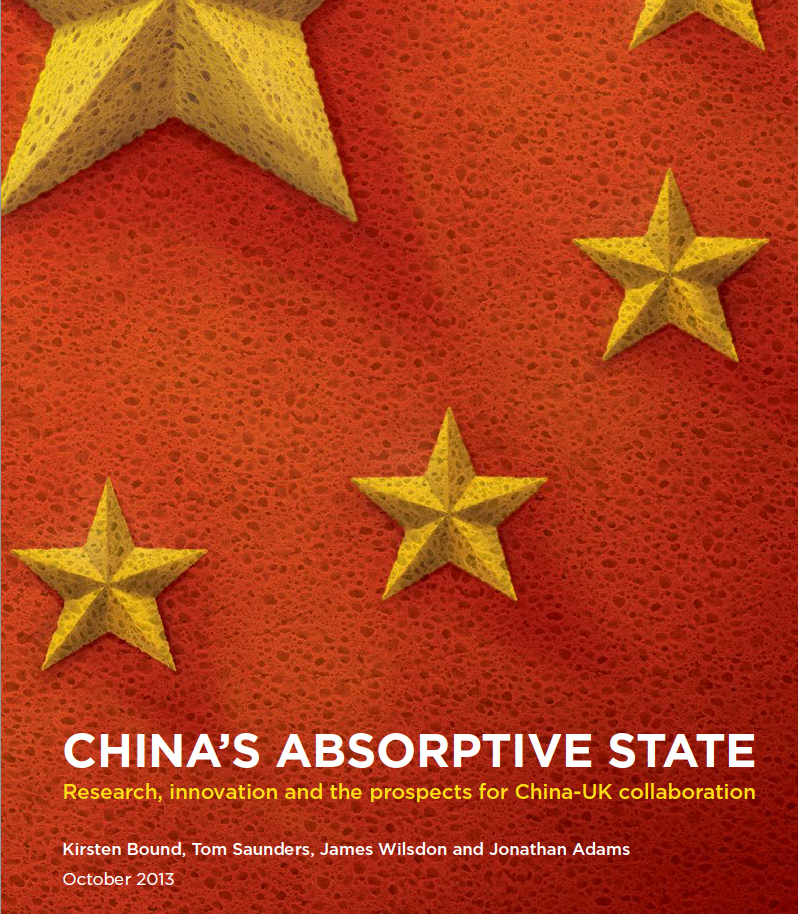 CHINA’S ABSORPTIVE STATE
Research, innovation and the prospects for China-UK collaboration
Kirsten Bound, Tom Saunders, James Wilsdon and Jonathan Adams
October 2013